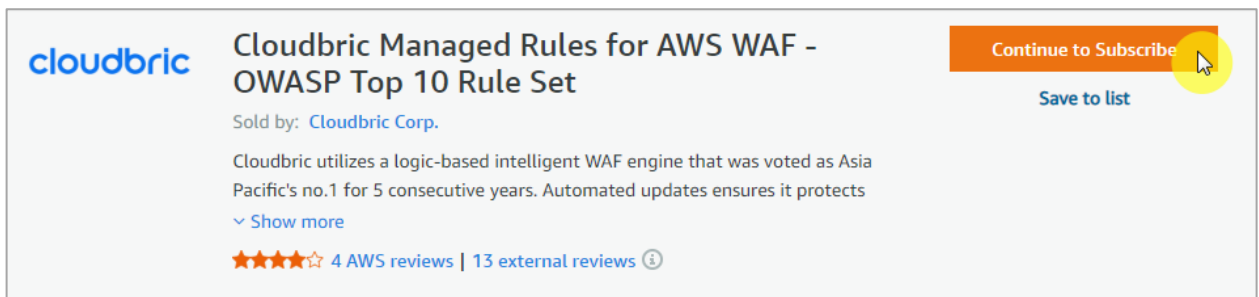 cloudbric
Cloudbric Managed Rules for AWS WAF -
OWASP Top 10 Rule Set
Sold by: Cloudbric Corp.
Cloudbric utilizes a logic-based intelligent WAF engine that was voted as Asia
Pacific's no.1 for 5 consecutive years. Automated updates ensures it protects
Show more
4 AWS reviews | 13 external reviews
Continue to Subscribe
Save to list